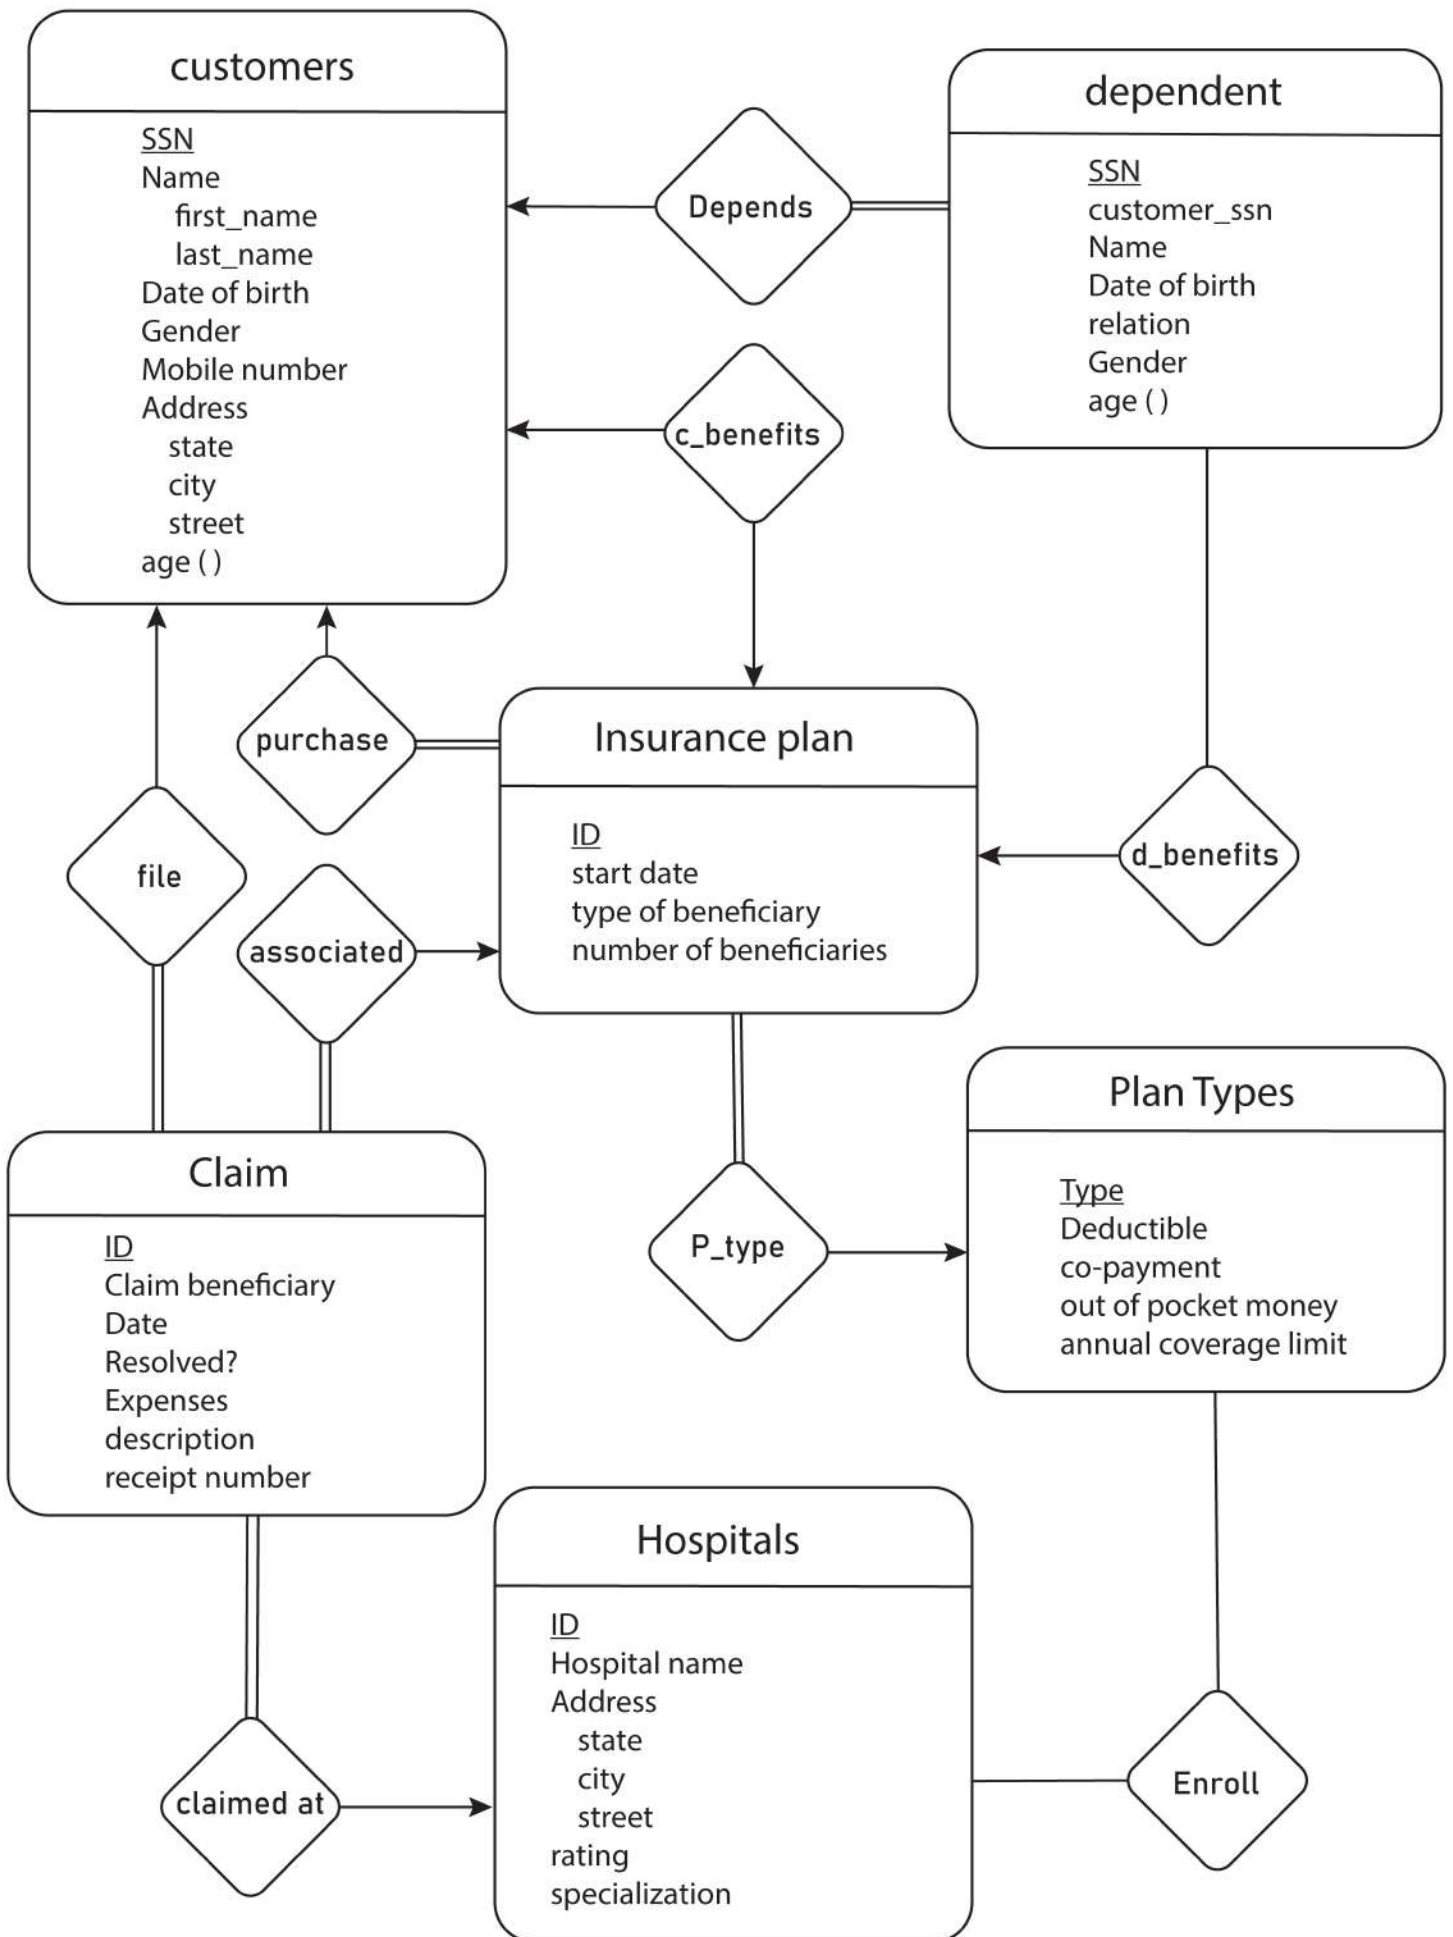 customers
SSN
Name
first_name
last_name
Date of birth
Gender
Mobile number
Address
state
city
street
age ( )
Depends
dependent
SSN
customer_ssn
Name
Date of birth
relation
Gender
age ( )
c_benefits
purchase
file
associated
Insurance plan
ID
start date
type of beneficiary
number of beneficiaries
d_benefits
Claim
ID
Claim beneficiary
Date
Resolved?
Expenses
description
receipt number
P_type
Plan Types
Type
Deductible
co-payment
out of pocket money
annual coverage limit
claimed at
Hospitals
ID
Hospital name
Address
state
city
street
rating
specialization
Enroll